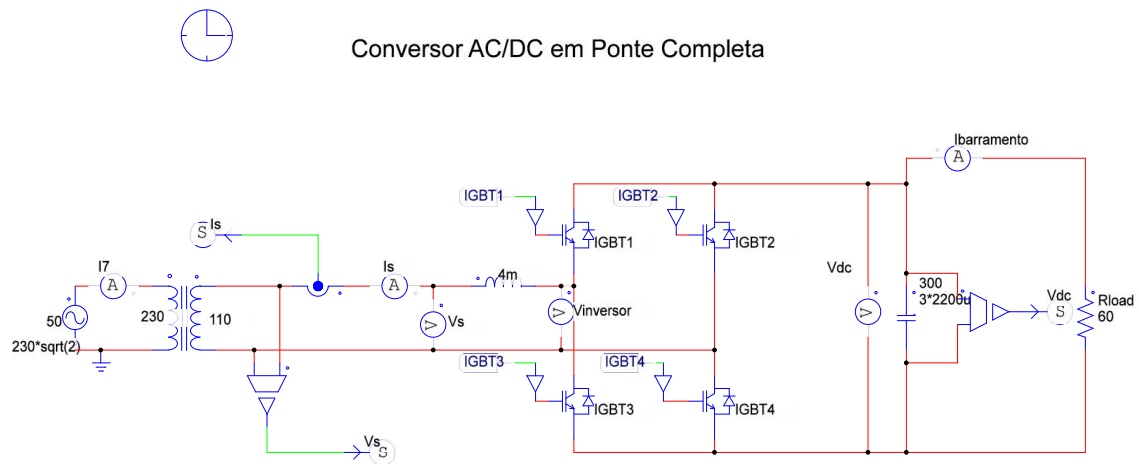 Conversor AC/DC em Ponte Completa
Ibarramento
A
IGBT1
IGBT2
S
Is
IGBT1
IGBT2
I7
A
Is
A
4m
Vdc
300
3*2200u
Vdc
S
Rload
60
50
230
110
V
Vs
V
Vinversor
V
230*sqrt(2)
IGBT3
IGBT4
IGBT3
IGBT4
Vs
S